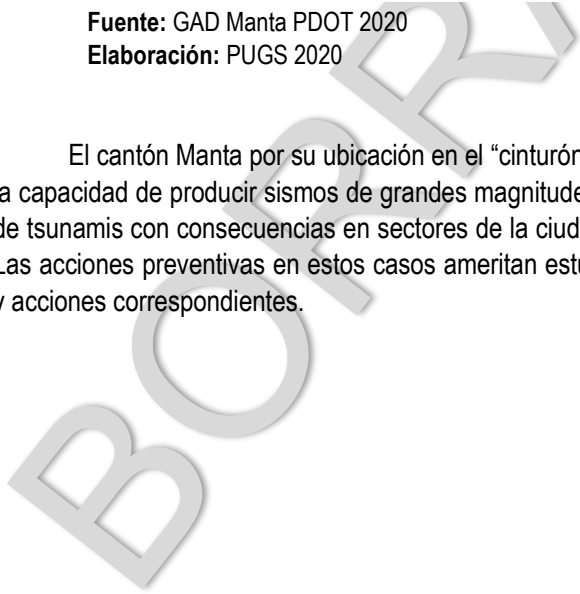 Fuente: GAD Manta PDOT 2020
Elaboración: PUGS 2020
El cantón Manta por su ubicación en el “cinturón
a capacidad de producir sismos de grandes magnitude
de tsunamis con consecuencias en sectores de la ciud
Las acciones preventivas en estos casos ameritan estu
y acciones correspondientes.
BORRA